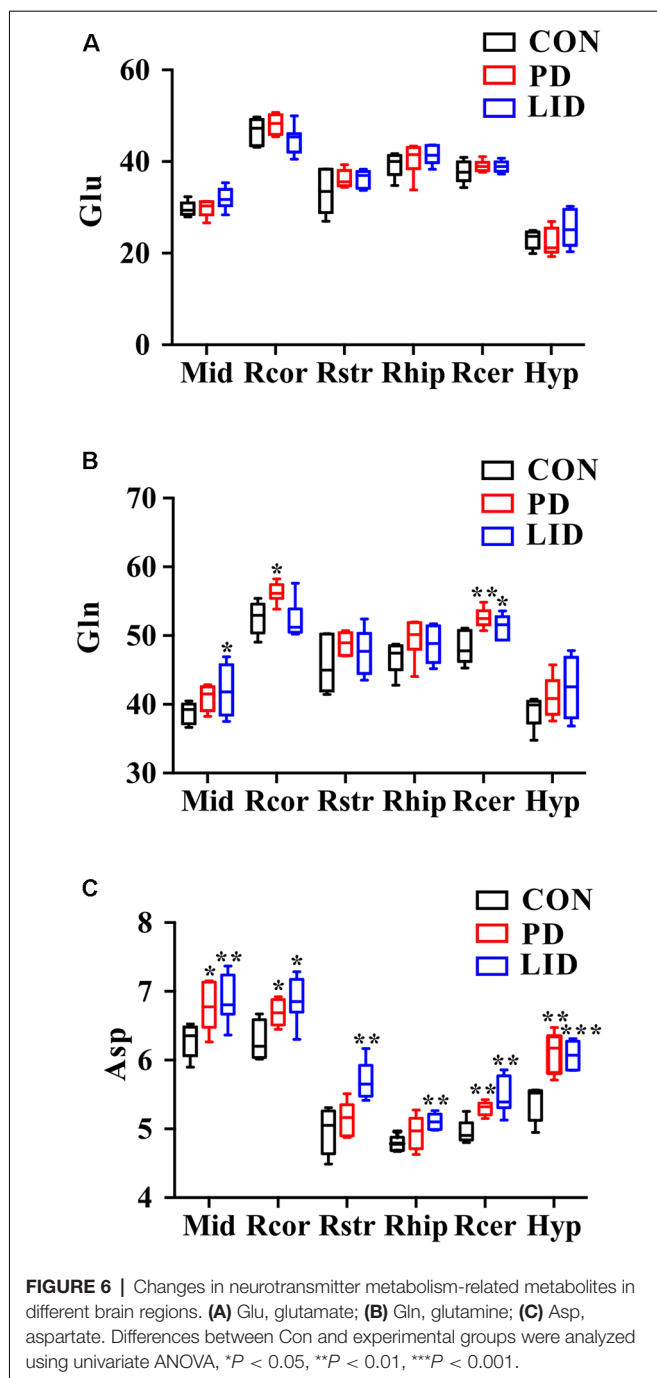 A
CON
PD
LID
60
40
20
0
Glu
Mid Rcor Rstr Rhip Rcer Hyp
B
CON
PD
LID
70
60
50
40
30
Gln
*
*
**
*
Mid Rcor Rstr Rhip Rcer Hyp
C
CON
PD
LID
8
7
6
5
4
Asp
*
**
*
*
**
**
**
**
**
***
Mid Rcor Rstr Rhip Rcer Hyp
FIGURE 6 | Changes in neurotransmitter metabolism-related metabolites in
different brain regions. (A) Glu, glutamate; (B) Gln, glutamine; (C) Asp,
aspartate. Differences between Con and experimental groups were analyzed
using univariate ANOVA, *P < 0.05, **P < 0.01, ***P < 0.001.